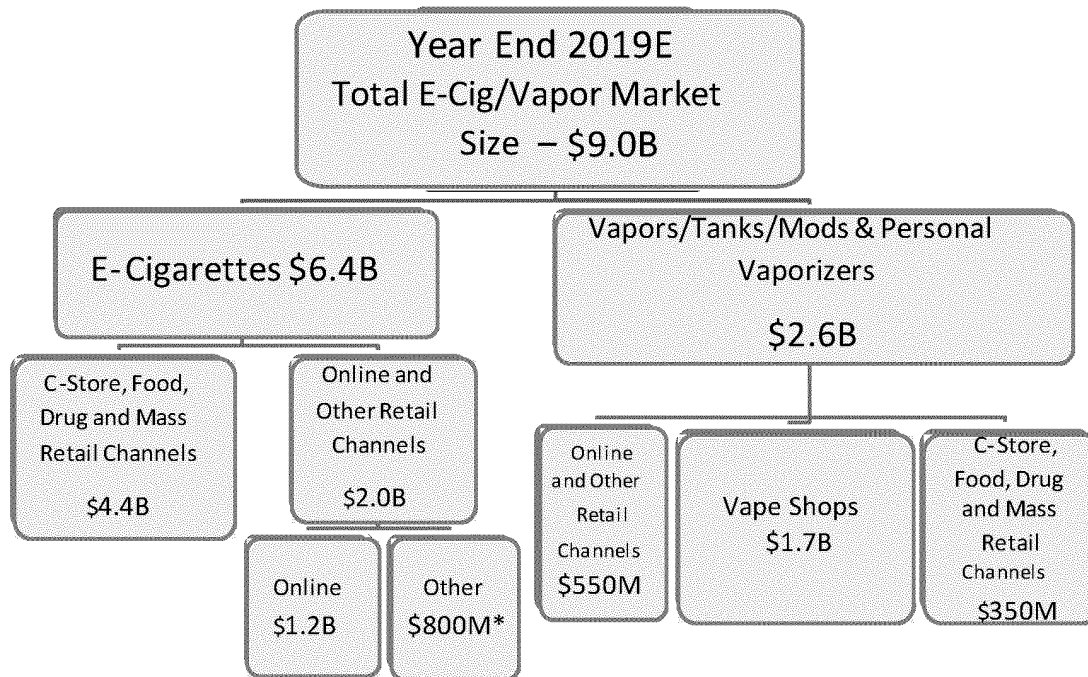 Year End 2019E
Total E-Cig/Vapor Market
Size – $9.0B
E-Cigarettes $6.4B
Vapors/Tanks/Mods & Personal
Vaporizers
$2.6B
C-Store, Food,
Drug and Mass
Retail Channels
$4.4B
Online and
Other Retail
Channels
$2.0B
Online
and Other
Retail
Channels
$550M
Vape Shops
$1.7B
C-Store,
Food, Drug
and Mass
Retail
Channels
$350M
Online
$1.2B
Other
$800M*